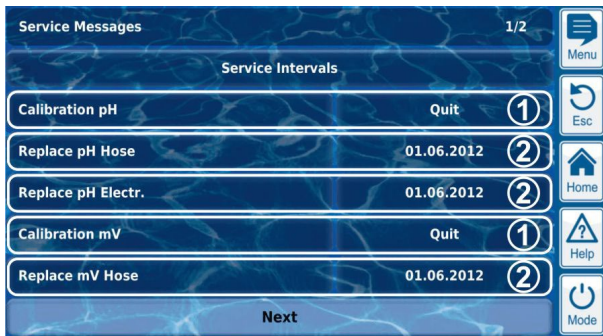 Service Messages 1/2
Service Intervals
Calibration pH Quit 1
Replace pH Hose 01.06.2012 2
Replace pH Electr. 01.06.2012 2
Calibration mV Quit 1
Replace mV Hose 01.06.2012 2
Next
Menu
Esc
Home
?
Help
Mode